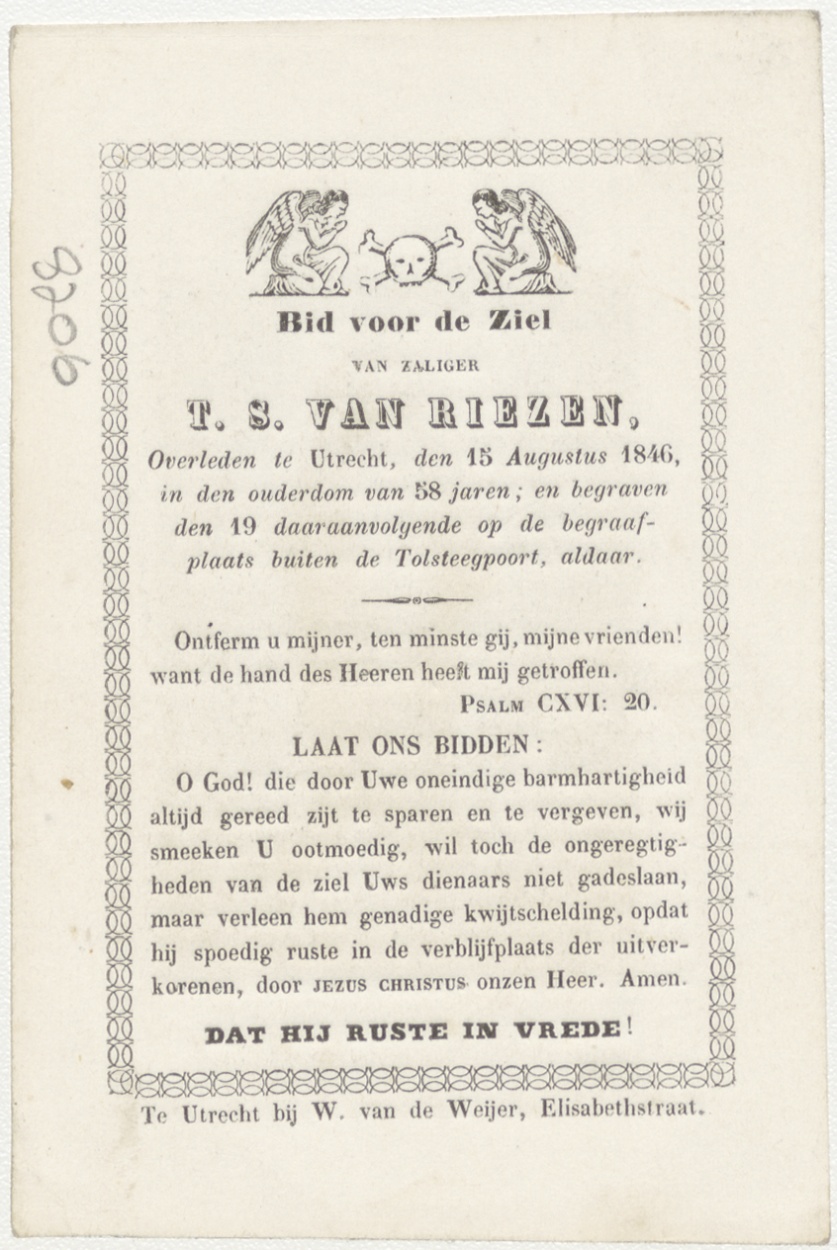 Bid voor de Ziel
VAN ZALIGER
T. S. VAN RIEZEN,
Overleden te Utrecht, den 15 Augustus 1846,
in den ouderdom van 58 jaren; en begraven
den 19 daaraanvolgende op de begraaf-
plaats buiten de Tolsteegpoort, aldaar.
Ontferm u mijner, ten minste gij, mijne vrienden!
want de hand des Heeren heeft mij getroffen.
PSALM CXVI: 20.
LAAT ONS BIDDEN:
O God! die door Uwe oneindige barmhartigheid
altijd gereed zijt te sparen en te vergeven, wij
smeeken U ootmoedig, wil toch de ongeregtig-
heden van de ziel Uws dienaars niet gadeslaan,
maar verleen hem genadige kwijtschelding, opdat
hij spoedig ruste in de verblijfplaats der uitver-
korenen, door JEZUS CHRISTUS onzen Heer. Amen.
DAT HIJ RUSTE IN VREDE!
Te Utrecht bij W. van de Weijer, Elisabethstraat.